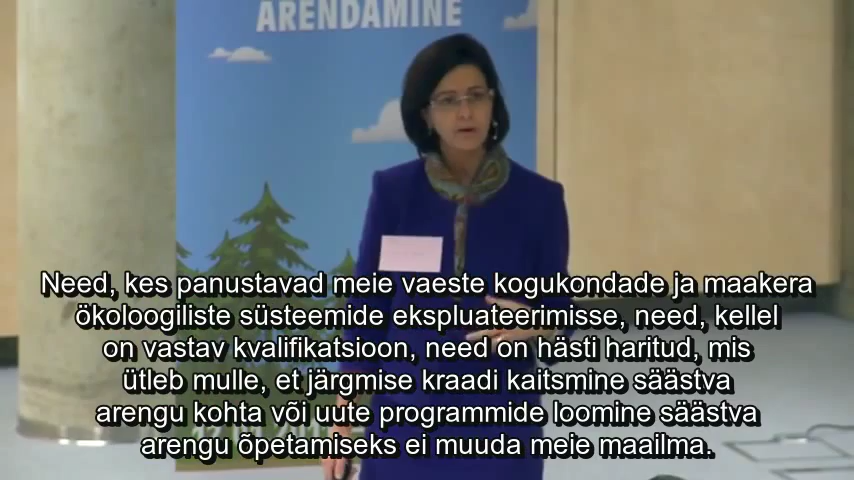 ARENDAMINE
Need, kes panustavad meie vaeste kogukondade ja maakera
ökoloogiliste süsteemide ekspluateerimisse, need, kellel
on vastav kvalifikatsioon, need on hästi haritud, mis
ütleb mulle, et järgmise kraadi kaitsmine säästva
arengu kohta või uute programmide loomine säästva
arengu õpetamiseks ei muuda meie maailma.